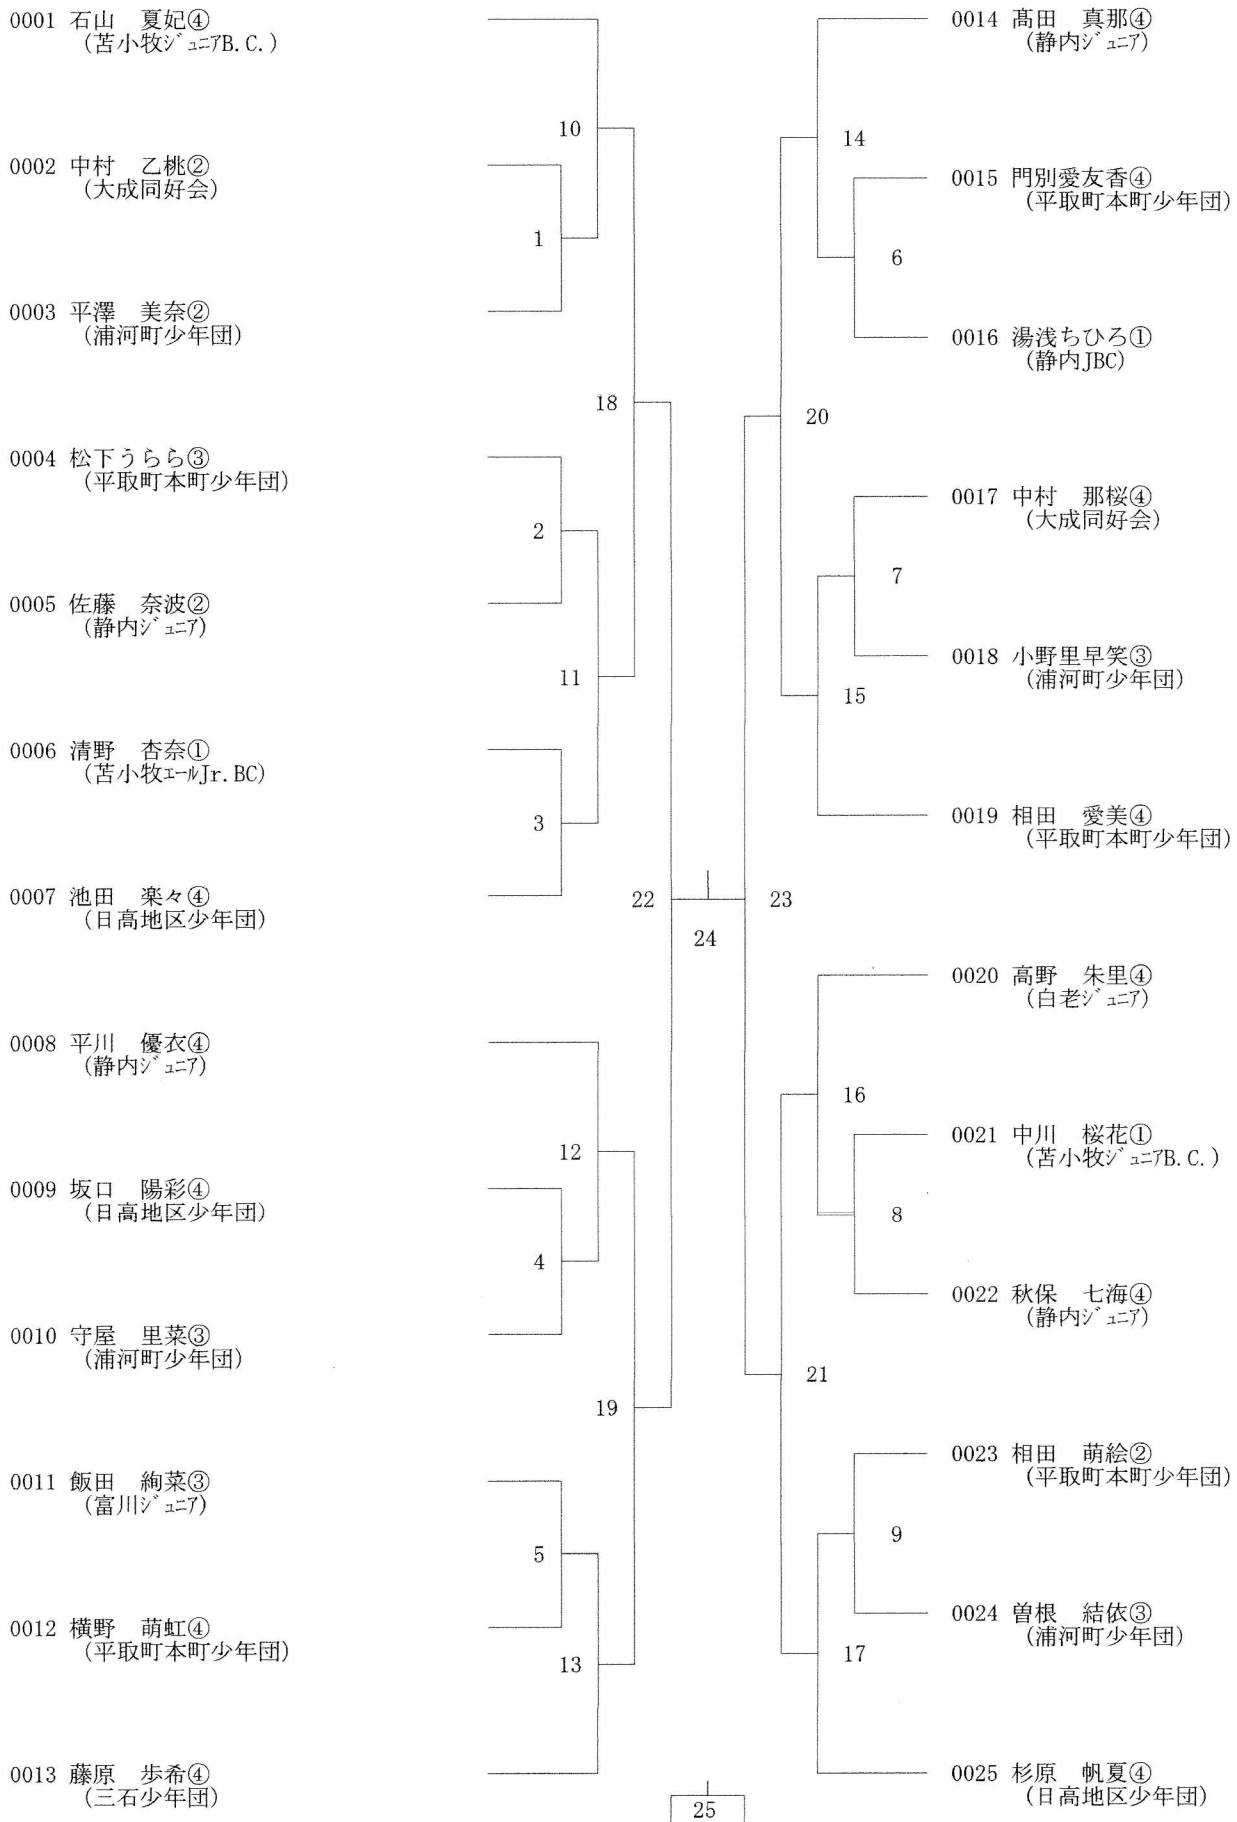 0001 石山　夏妃④
(苫小牧ｼﾞｭﾆｱB.C.)
10
0002 中村　乙桃②
(大成同好会)
1
0003 平澤　美奈②
(浦河町少年団)
18
0004 松下うらら③
(平取町本町少年団)
2
0005 佐藤　奈波②
(静内ｼﾞｭﾆｱ)
11
0006 清野　杏奈①
(苫小牧ｴｰﾙJr.BC)
3
0007 池田　楽々④
(日高地区少年団)
22
24
0008 平川　優衣④
(静内ｼﾞｭﾆｱ)
12
0009 坂口　陽彩④
(日高地区少年団)
4
0010 守屋　里菜③
(浦河町少年団)
19
0011 飯田　絢菜③
(富川ｼﾞｭﾆｱ)
5
0012 横野　萌虹④
(平取町本町少年団)
13
0013 藤原　歩希④
(三石少年団)
25
0014 髙田　真那④
(静内ｼﾞｭﾆｱ)
14
0015 門別愛友香④
(平取町本町少年団)
6
0016 湯浅ちひろ①
(静内JBC)
20
0017 中村　那桜④
(大成同好会)
7
0018 小野里早笑③
(浦河町少年団)
15
0019 相田　愛美④
(平取町本町少年団)
23
0020 高野　朱里④
(白老ｼﾞｭﾆｱ)
16
0021 中川　桜花①
(苫小牧ｼﾞｭﾆｱB.C.)
8
0022 秋保　七海④
(静内ｼﾞｭﾆｱ)
21
0023 相田　萌絵②
(平取町本町少年団)
9
0024 曽根　結依③
(浦河町少年団)
17
0025 杉原　帆夏④
(日高地区少年団)